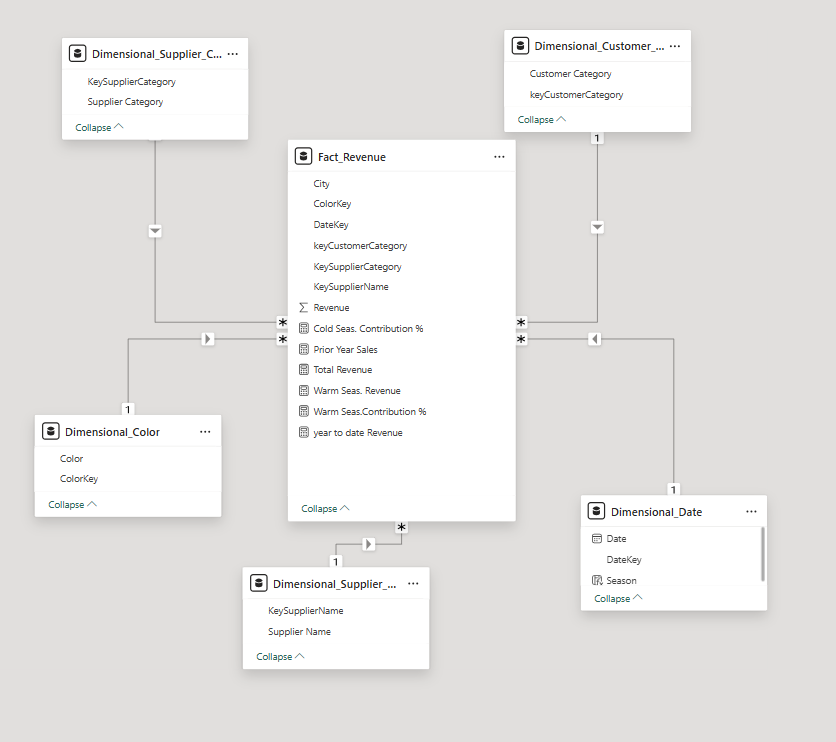 Dimensional_Supplier_C...
KeySupplierCategory
Supplier Category
Collapse
Dimensional_Customer_...
Customer Category
keyCustomerCategory
Collapse
1
Fact_Revenue
City
ColorKey
DateKey
keyCustomerCategory
KeySupplierCategory
KeySupplierName
Revenue
Cold Seas. Contribution %
Prior Year Sales
Total Revenue
Warm Seas. Revenue
Warm Seas.Contribution %
year to date Revenue
Collapse
*
*
*
*
*
1
Dimensional_Color
Color
ColorKey
Collapse
1
Dimensional_Supplier_...
KeySupplierName
Supplier Name
Collapse
1
Dimensional_Date
Date
DateKey
Season
Collapse